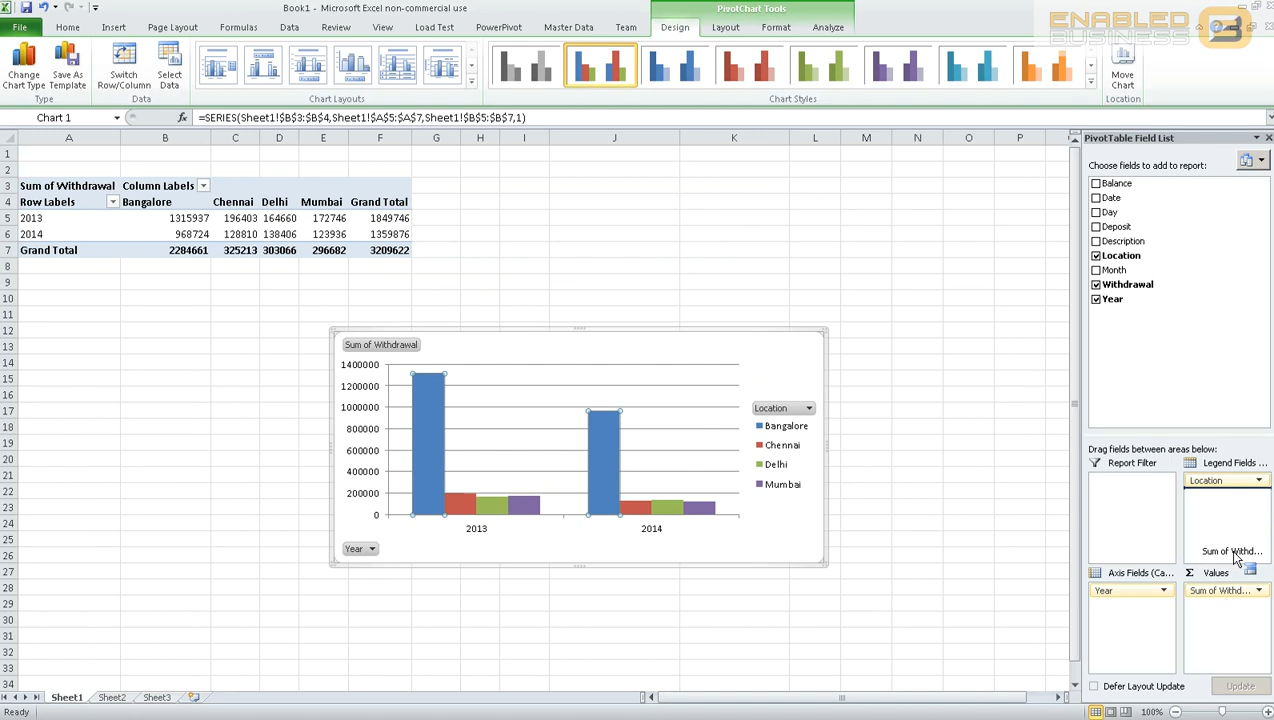 Book1 - Microsoft Excel non-commercial use
PivotChart Tools
ENABLED
BUSINESS
File Home Insert Page Layout Formulas Data Review View Load Test PowerPivot Master Data Team Design Layout Format Analyze
Change Chart Type
Save As Template
Switch Row/Column
Select Data
Move Chart
Type Data Chart Layouts Chart Styles Location
Chart 1 fx =SERIES(Sheet1!$B$3:$B$4,Sheet1!$A$5:$A$7,Sheet1!$B$5:$B$7,1)
A B C D E F G H I J K L M N O P
1
2
3 Sum of Withdrawal Column Labels
4 Row Labels Bangalore Chennai Delhi Mumbai Grand Total
5 2013 1315937 196403 164660 172746 1849746
6 2014 968724 128810 138406 123936 1359876
7 Grand Total 2284661 325213 303066 296682 3209622
8
9
10
11
12
13
14
15
16
17
18
19
20
21
22
23
24
25
26
27
28
29
30
31
32
33
34
Sum of Withdrawal
1400000
1200000
1000000
800000
600000
400000
200000
0
2013 2014
Year
Location
Bangalore
Chennai
Delhi
Mumbai
PivotTable Field List
Choose fields to add to report:
Balance
Date
Day
Deposit
Description
Location
Month
Withdrawal
Year
Drag fields between areas below:
Report Filter Legend Fields ...
Location
Sum of Withd...
Axis Fields (Ca... Σ Values
Year Sum of Withd...
Defer Layout Update Update
Sheet1 Sheet2 Sheet3
Ready 100%